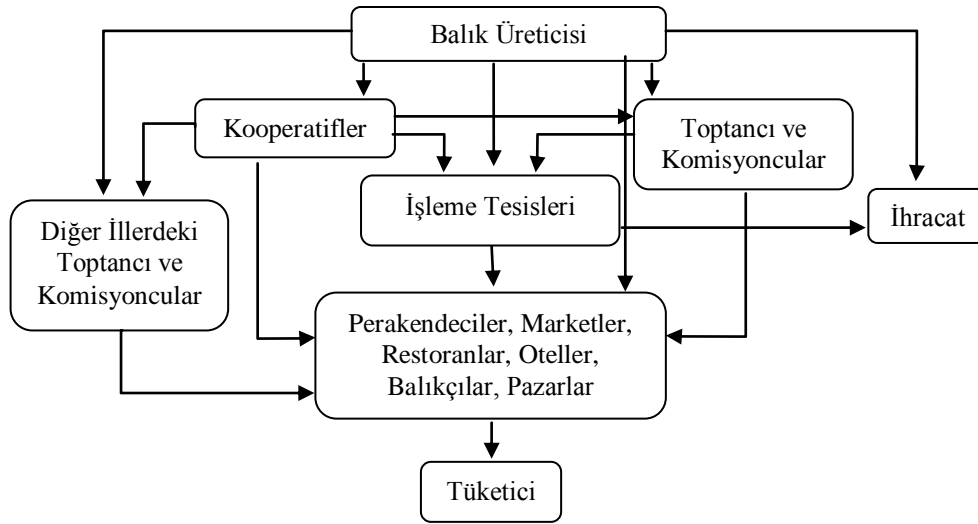 Balık Üreticisi
Kooperatifler
Toptancı ve
Komisyoncular
İşleme Tesisleri
İhracat
Diğer İllerdeki
Toptancı ve
Komisyoncular
Perakendeciler, Marketler,
Restoranlar, Oteller,
Balıkçılar, Pazarlar
Tüketici